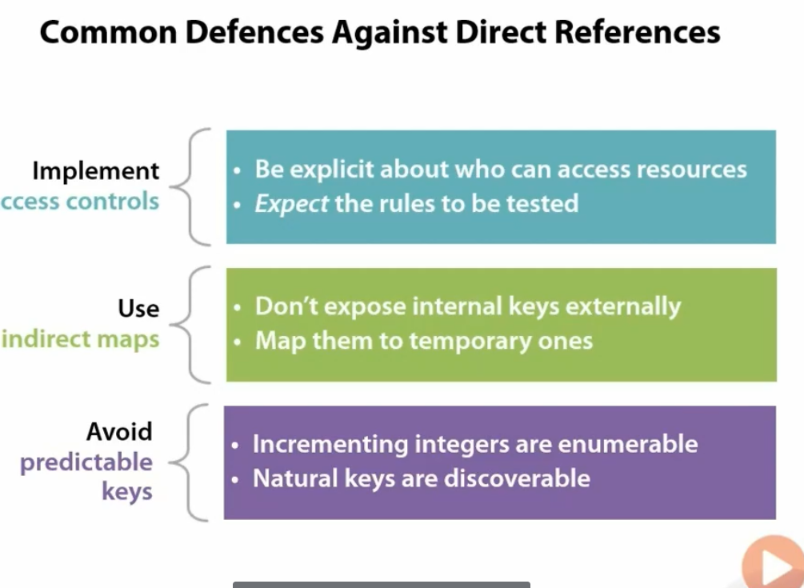 Common Defences Against Direct References
Implement
ccess controls
• Be explicit about who can access resources
• Expect the rules to be tested
Use
indirect maps
• Don’t expose internal keys externally
• Map them to temporary ones
Avoid
predictable
keys
• Incrementing integers are enumerable
• Natural keys are discoverable